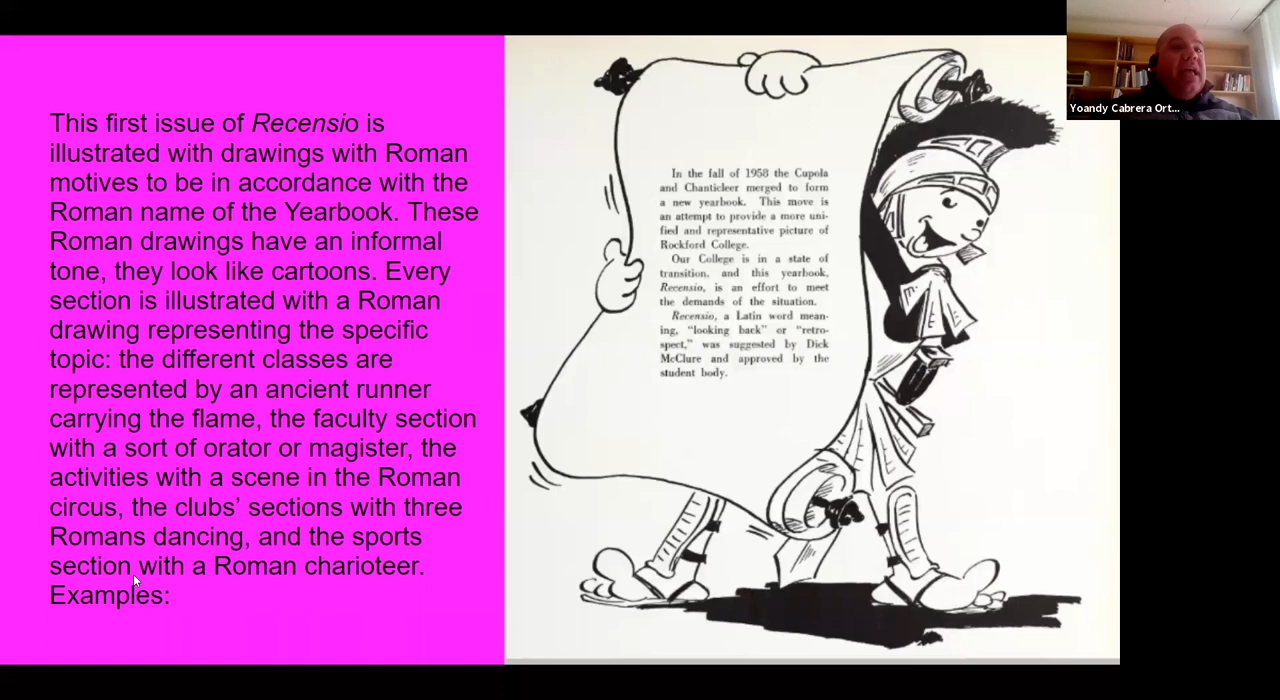 This first issue of Recensio is
illustrated with drawings with Roman
motives to be in accordance with the
Roman name of the Yearbook. These
Roman drawings have an informal
tone, they look like cartoons. Every
section is illustrated with a Roman
drawing representing the specific
topic: the different classes are
represented by an ancient runner
carrying the flame, the faculty section
with a sort of orator or magister, the
activities with a scene in the Roman
circus, the clubs’ sections with three
Romans dancing, and the sports
section with a Roman charioteer.
Examples:
In the fall of 1958 the Cupola
and Chanticleer merged to form
a new yearbook. This move is
an attempt to provide a more uni-
fied and representative picture of
Rockford College.
Our College is in a state of
transition, and this yearbook,
Recensio, is an effort to meet
the demands of the situation.
Recensio, a Latin word mean-
ing, "looking back" or "retro-
spect," was suggested by Dick
McClure and approved by the
student body.
Yoandy Cabrera Ort...